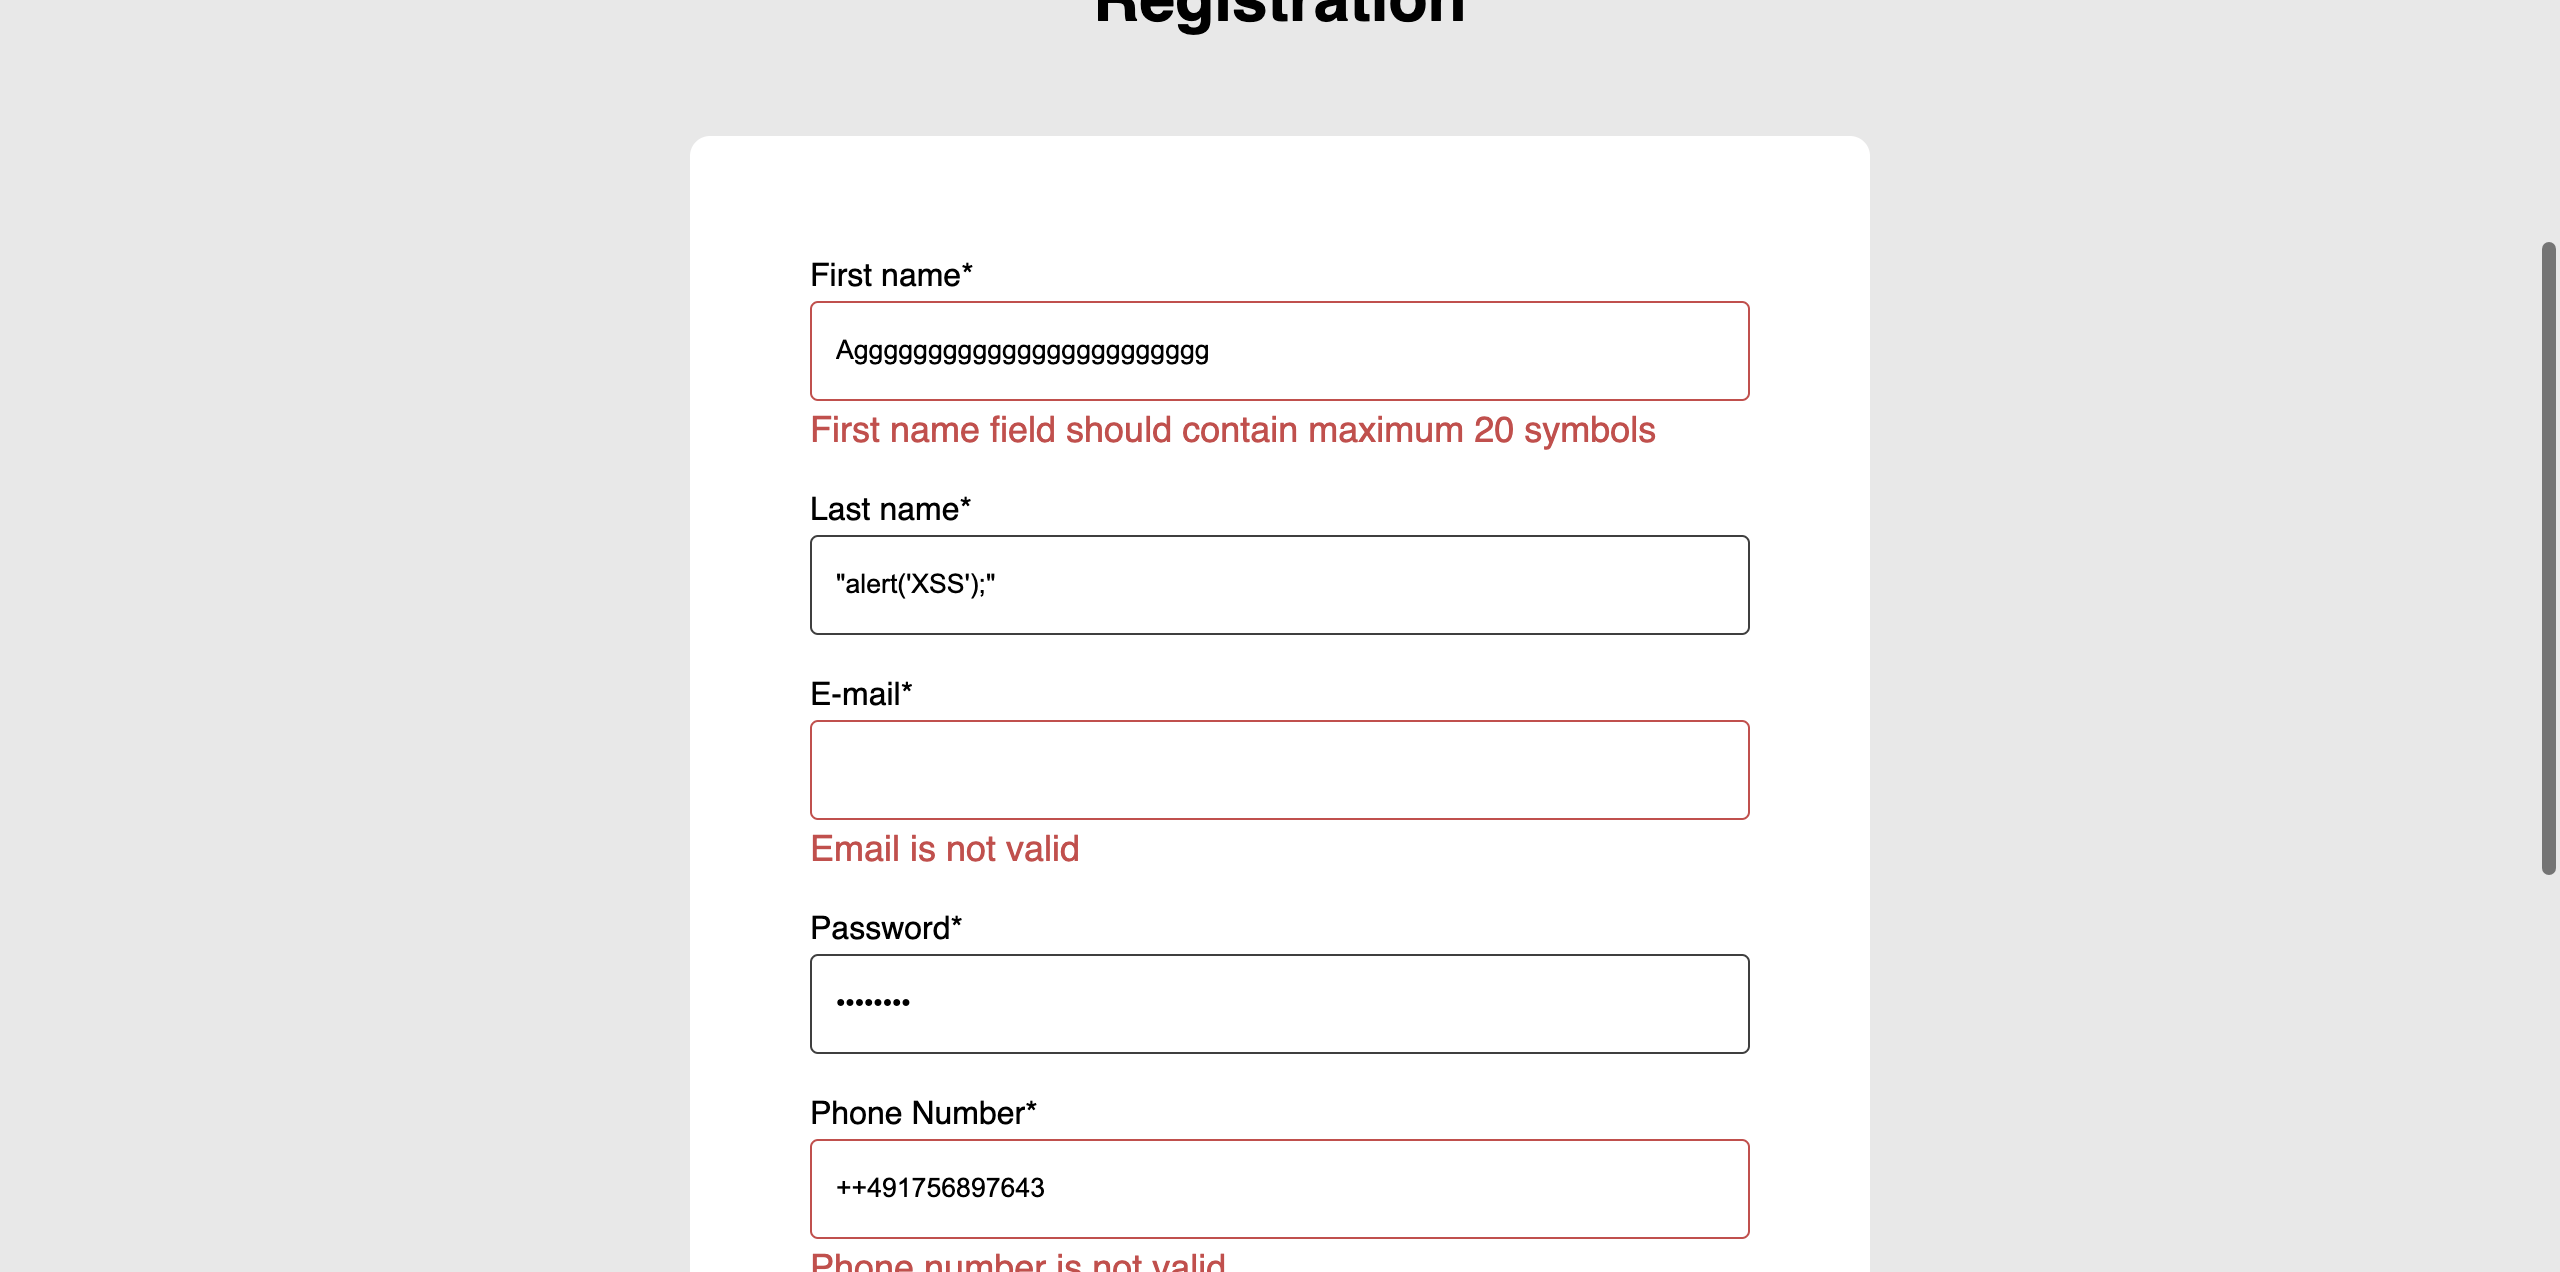 Registration
First name*
Aggggggggggggggggggggggg
First name field should contain maximum 20 symbols
Last name*
"alert('XSS');"
E-mail*
Email is not valid
Password*
••••••••
Phone Number*
++491756897643
Phone number is not valid